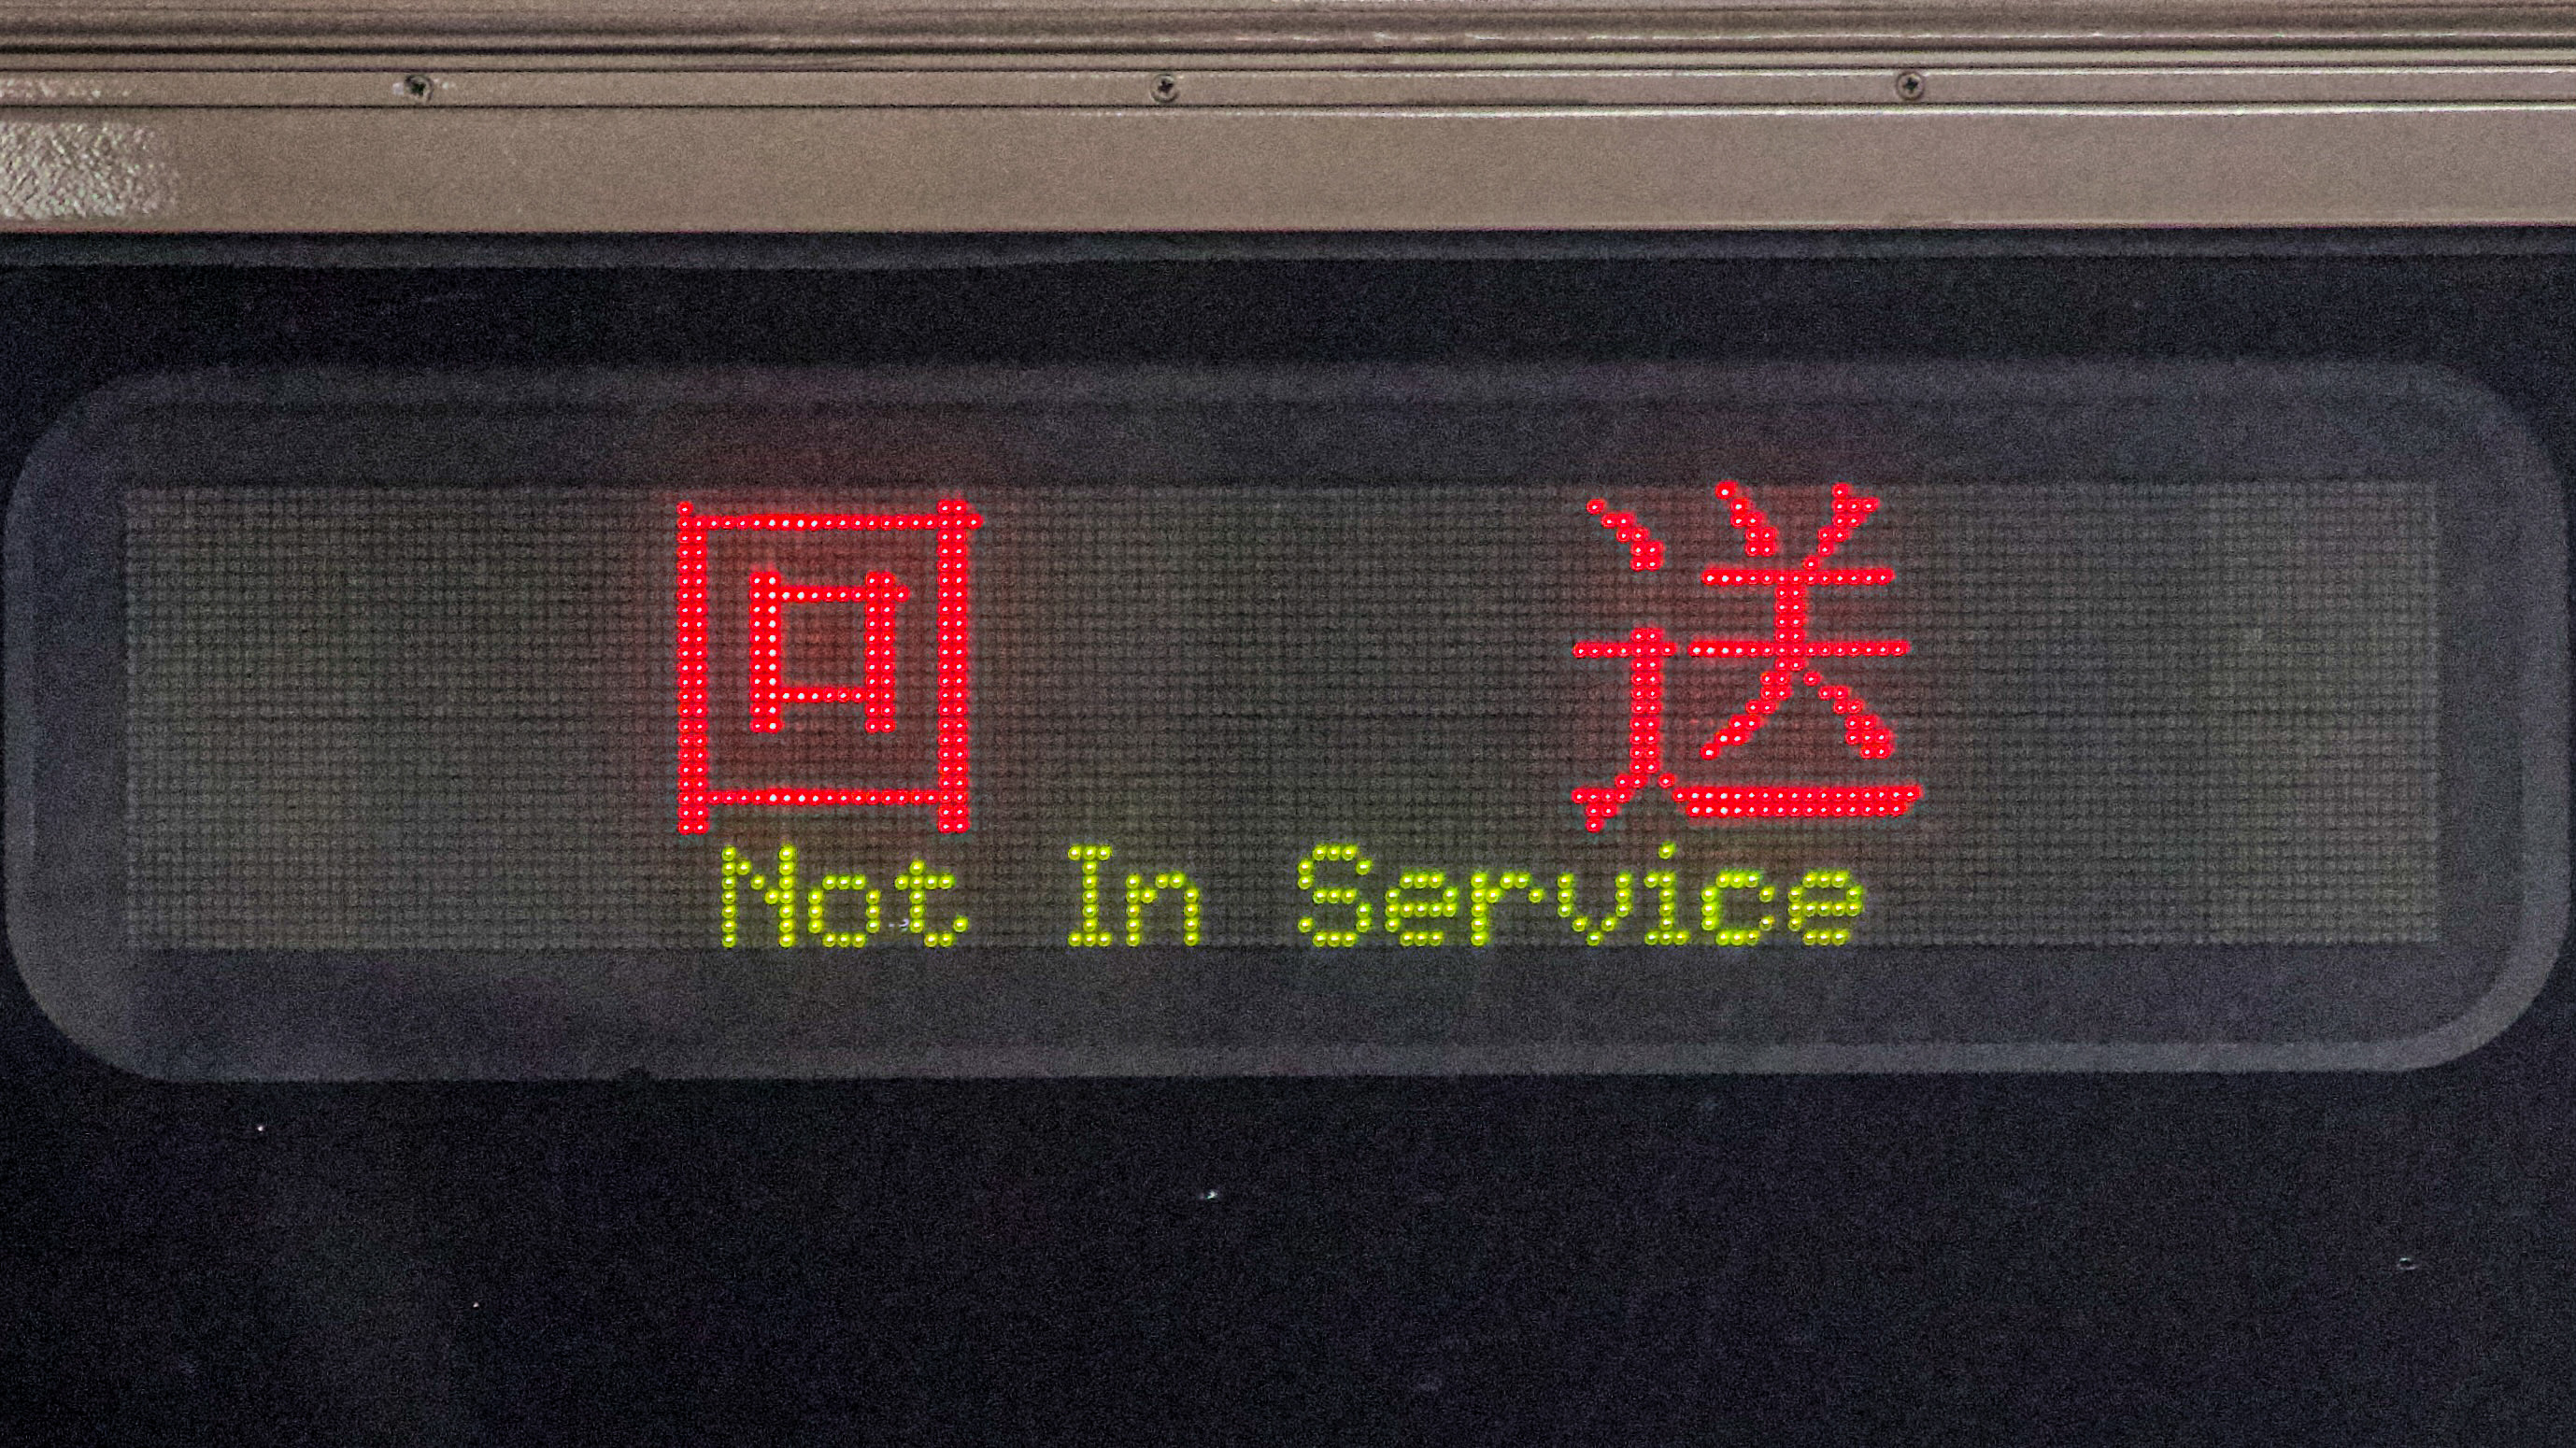 回送
Not In Service